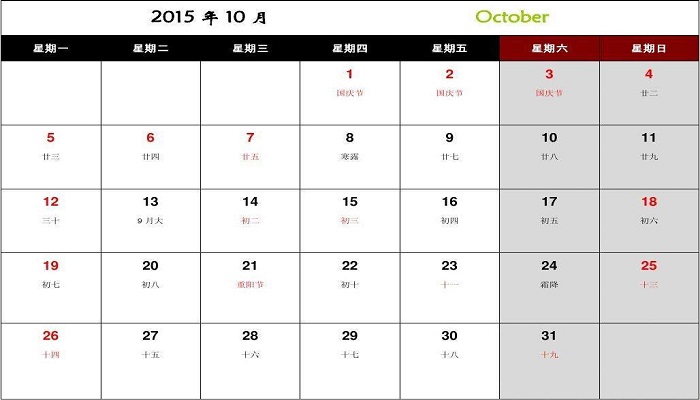 2015 年 10 月 October
星期一 星期二 星期三 星期四 星期五 星期六 星期日
1 2 3 4
国庆节 国庆节 国庆节 廿二
5 6 7 8 9 10 11
廿三 廿四 廿五 寒露 廿七 廿八 廿九
12 13 14 15 16 17 18
三十 9月大 初二 初三 初四 初五 初六
19 20 21 22 23 24 25
初七 初八 重阳节 初十 十一 霜降 十三
26 27 28 29 30 31
十四 十五 十六 十七 十八 十九